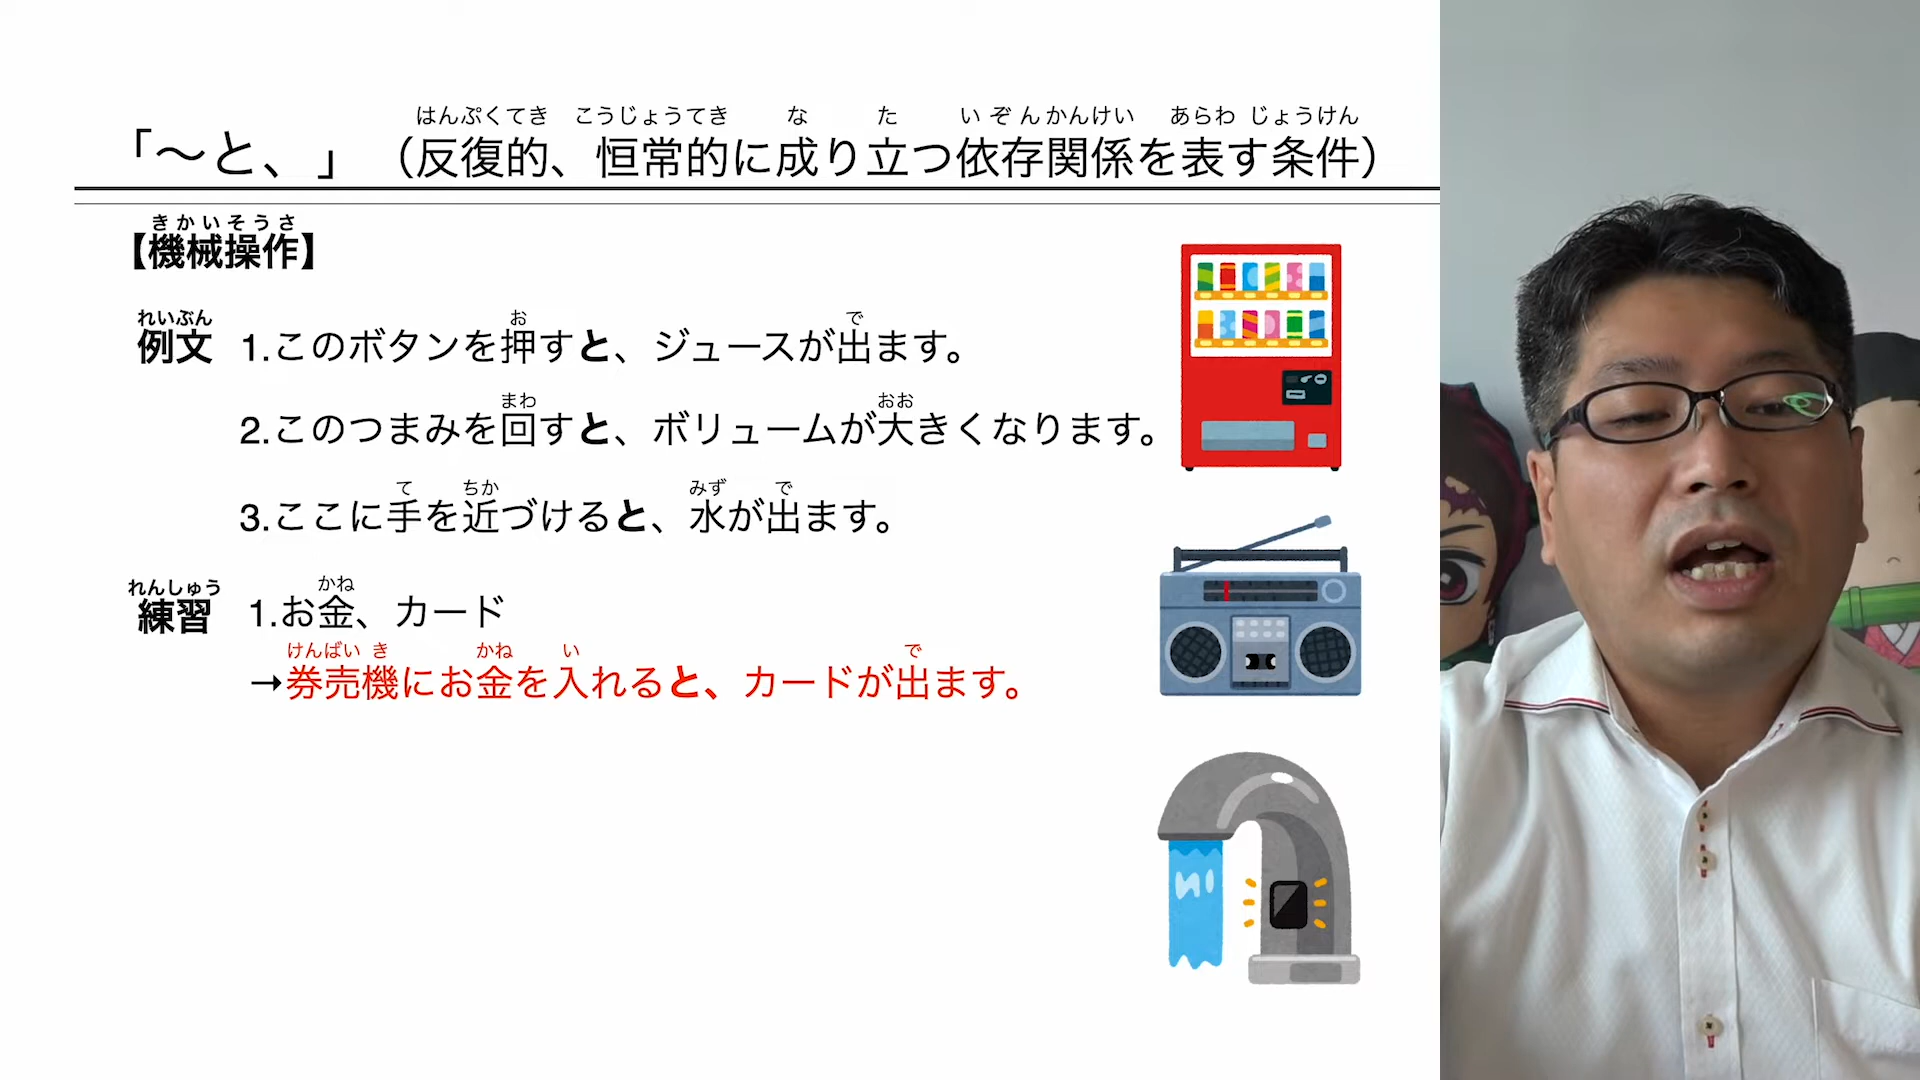 はんぷくてき こうじょうてき な た いぞんかんけい あらわ じょうけん
「～と、」（反復的、恒常的に成り立つ依存関係を表す条件）
きかいそうさ
【機械操作】
れいぶん お で
例文 1.このボタンを押すと、ジュースが出ます。
まわ おお
2.このつまみを回すと、ボリュームが大きくなります。
て ちか みず で
3.ここに手を近づけると、水が出ます。
れんしゅう かね
練習 1.お金、カード
けんばいき かね い で
→券売機にお金を入れると、カードが出ます。